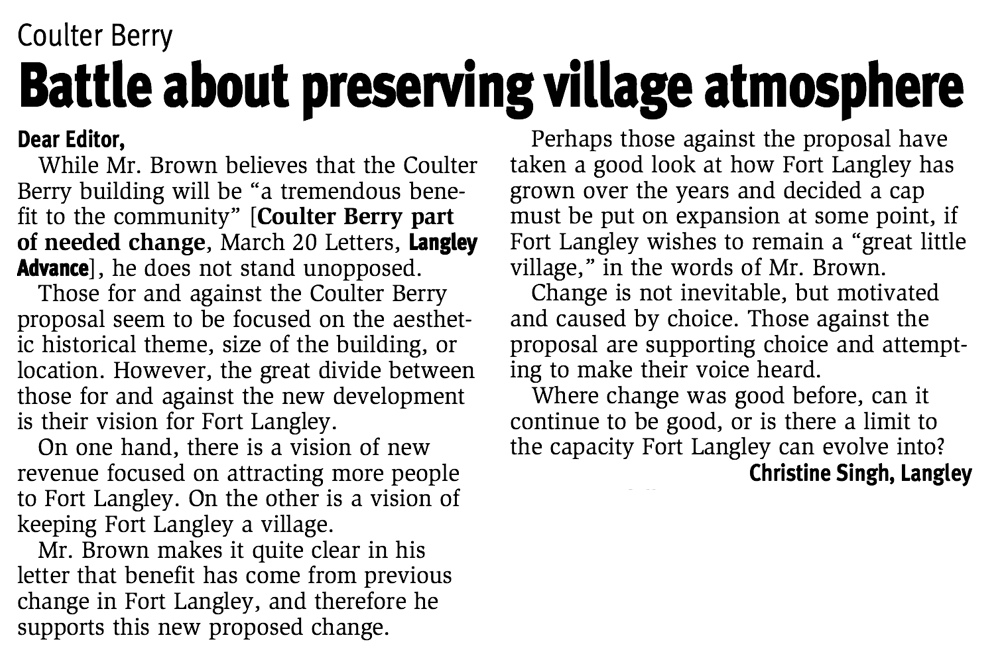 Coulter Berry
Battle about preserving village atmosphere
Dear Editor,
While Mr. Brown believes that the Coulter
Berry building will be “a tremendous bene-
fit to the community” [Coulter Berry part
of needed change, March 20 Letters, Langley
Advance], he does not stand unopposed.
Those for and against the Coulter Berry
proposal seem to be focused on the aesthet-
ic historical theme, size of the building, or
location. However, the great divide between
those for and against the new development
is their vision for Fort Langley.
On one hand, there is a vision of new
revenue focused on attracting more people
to Fort Langley. On the other is a vision of
keeping Fort Langley a village.
Mr. Brown makes it quite clear in his
letter that benefit has come from previous
change in Fort Langley, and therefore he
supports this new proposed change.
Perhaps those against the proposal have
taken a good look at how Fort Langley has
grown over the years and decided a cap
must be put on expansion at some point, if
Fort Langley wishes to remain a “great little
village,” in the words of Mr. Brown.
Change is not inevitable, but motivated
and caused by choice. Those against the
proposal are supporting choice and attempt-
ing to make their voice heard.
Where change was good before, can it
continue to be good, or is there a limit to
the capacity Fort Langley can evolve into?
Christine Singh, Langley